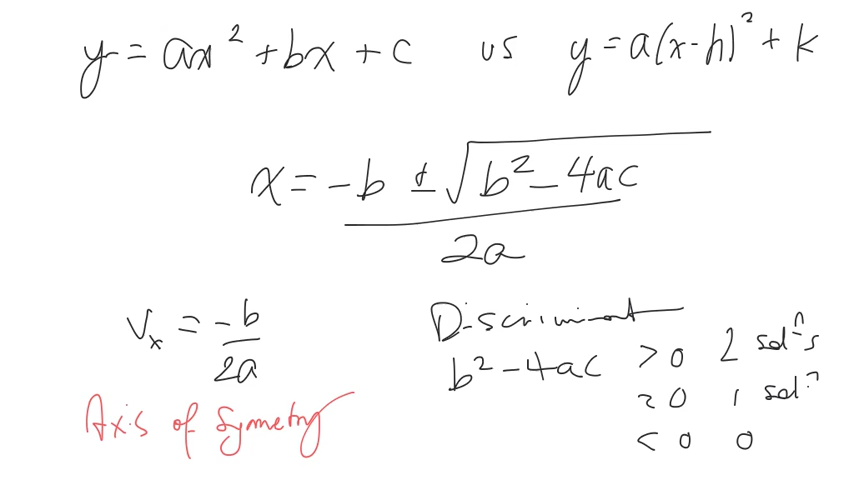 y = ax² + bx + c vs y = a(x-h)² + k
x = -b ± √b²-4ac
2a
Vₓ = -b
2a
Axis of Symetry
Discriminant
b²-4ac >0 2 solⁿs
=0 1 solⁿ
<0 0